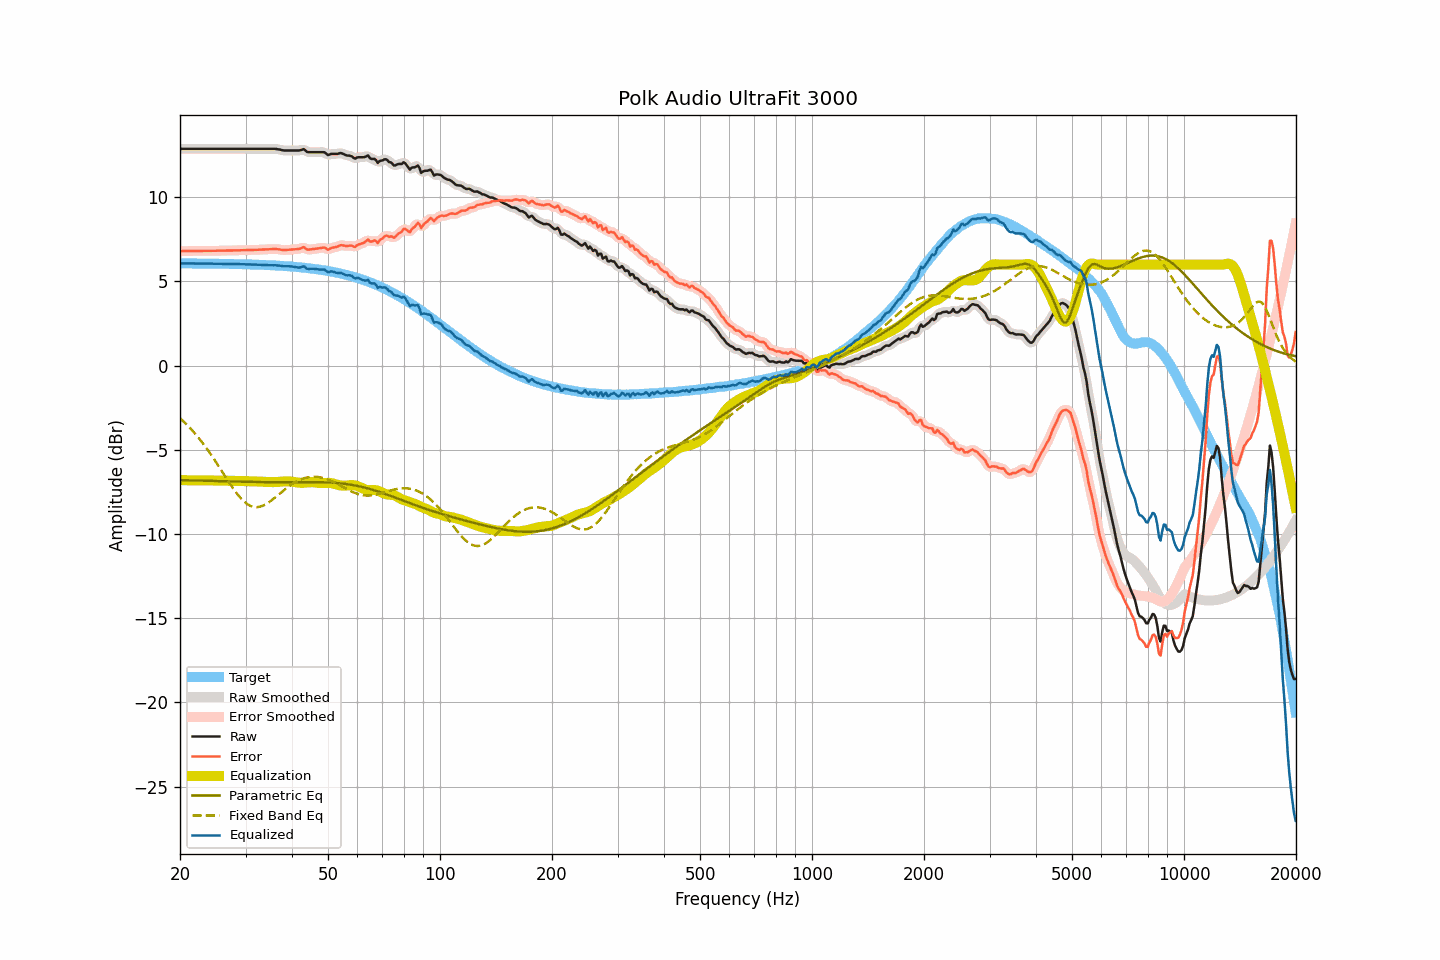 Polk Audio UltraFit 3000
Amplitude (dBr)
10
5
0
−5
−10
−15
−20
−25
Target
Raw Smoothed
Error Smoothed
Raw
Error
Equalization
Parametric Eq
Fixed Band Eq
Equalized
20 50 100 200 500 1000 2000 5000 10000 20000
Frequency (Hz)